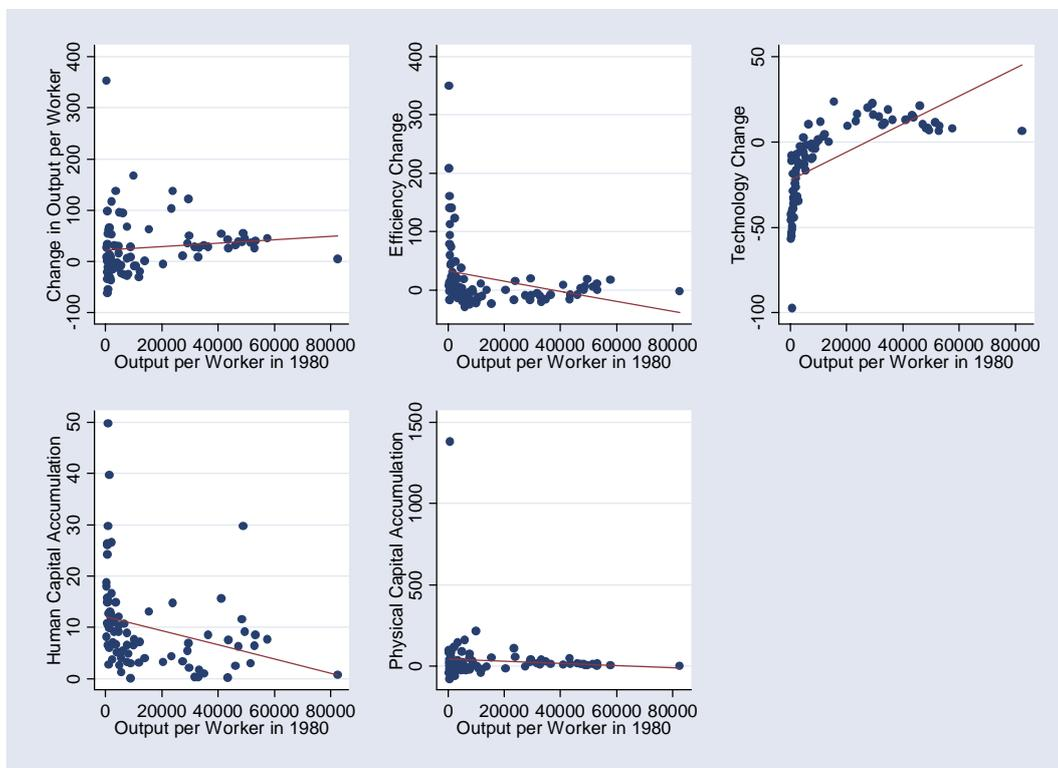 Change in Output per Worker
400
300
200
100
0
-100
0 20000 40000 60000 80000
Output per Worker in 1980
Efficiency Change
400
300
200
100
0
0 20000 40000 60000 80000
Output per Worker in 1980
Technology Change
50
0
-50
-100
0 20000 40000 60000 80000
Output per Worker in 1980
Human Capital Accumulation
50
40
30
20
10
0
0 20000 40000 60000 80000
Output per Worker in 1980
Physical Capital Accumulation
1500
1000
500
0
0 20000 40000 60000 80000
Output per Worker in 1980